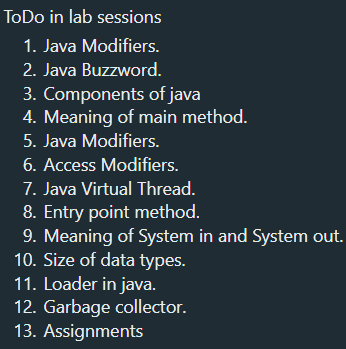 ToDo in lab sessions
1. Java Modifiers.
2. Java Buzzword.
3. Components of java
4. Meaning of main method.
5. Java Modifiers.
6. Access Modifiers.
7. Java Virtual Thread.
8. Entry point method.
9. Meaning of System in and System out.
10. Size of data types.
11. Loader in java.
12. Garbage collector.
13. Assignments